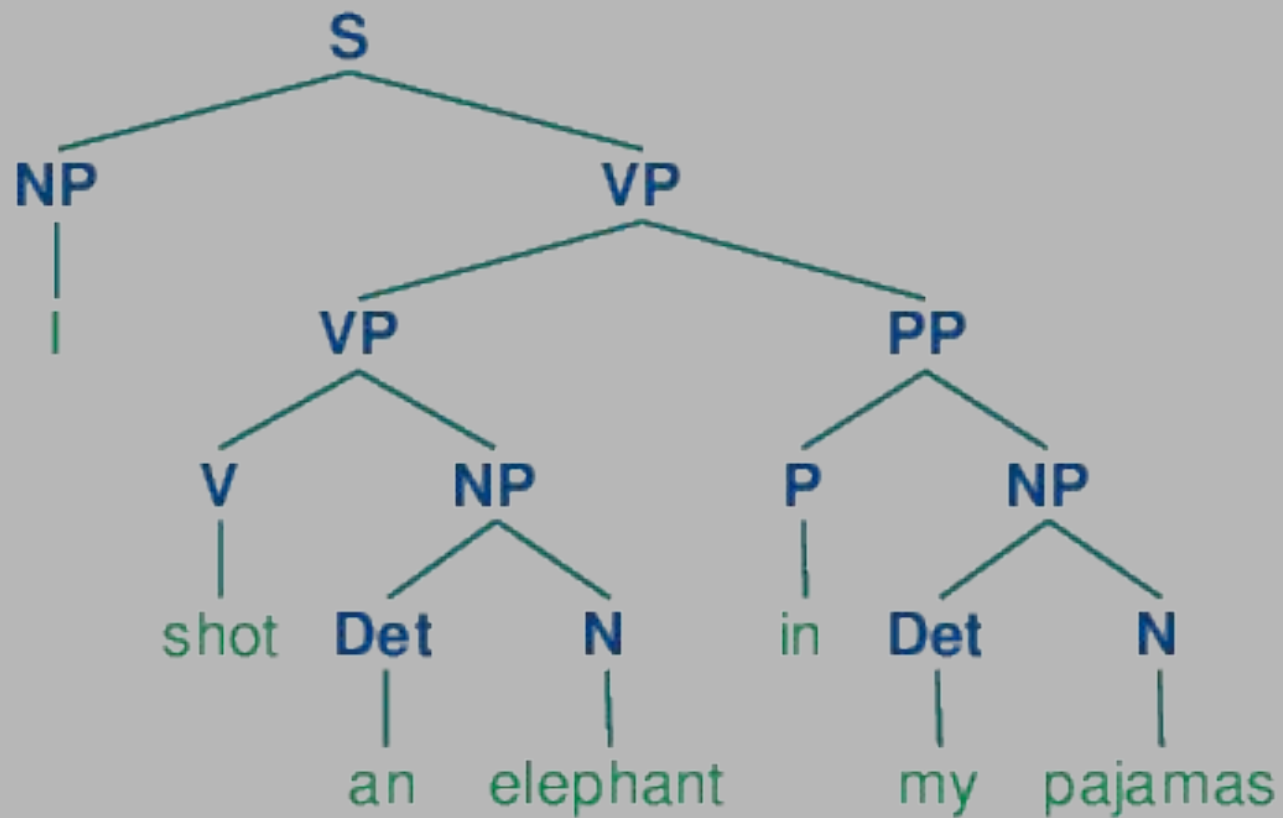 S
NP VP
I VP PP
V NP P NP
shot Det N in Det N
an elephant my pajamas